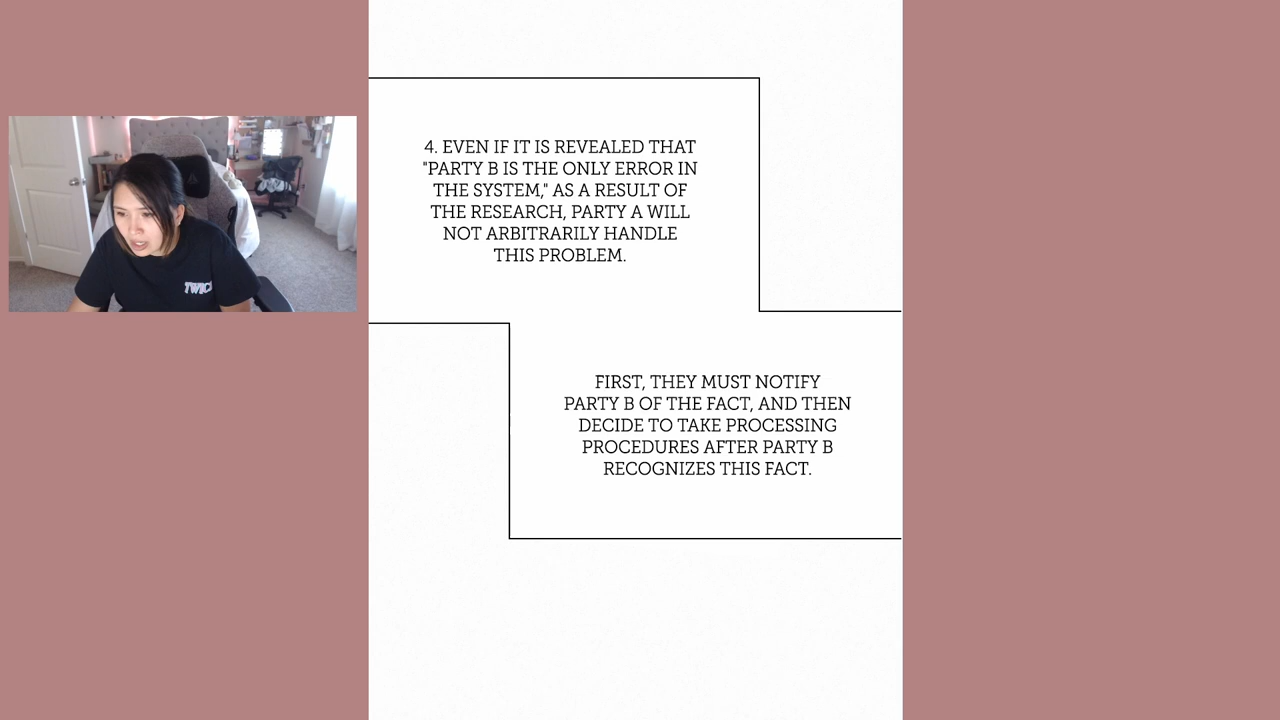 4. EVEN IF IT IS REVEALED THAT
"PARTY B IS THE ONLY ERROR IN
THE SYSTEM," AS A RESULT OF
THE RESEARCH, PARTY A WILL
NOT ARBITRARILY HANDLE
THIS PROBLEM.
FIRST, THEY MUST NOTIFY
PARTY B OF THE FACT, AND THEN
DECIDE TO TAKE PROCESSING
PROCEDURES AFTER PARTY B
RECOGNIZES THIS FACT.